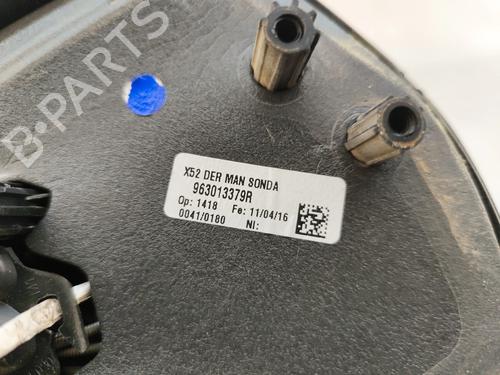 B-PARTS
X52 DER MAN SONDA
963013379R
Op: 1418 Fe: 11/04/16
0041/0180 NI: